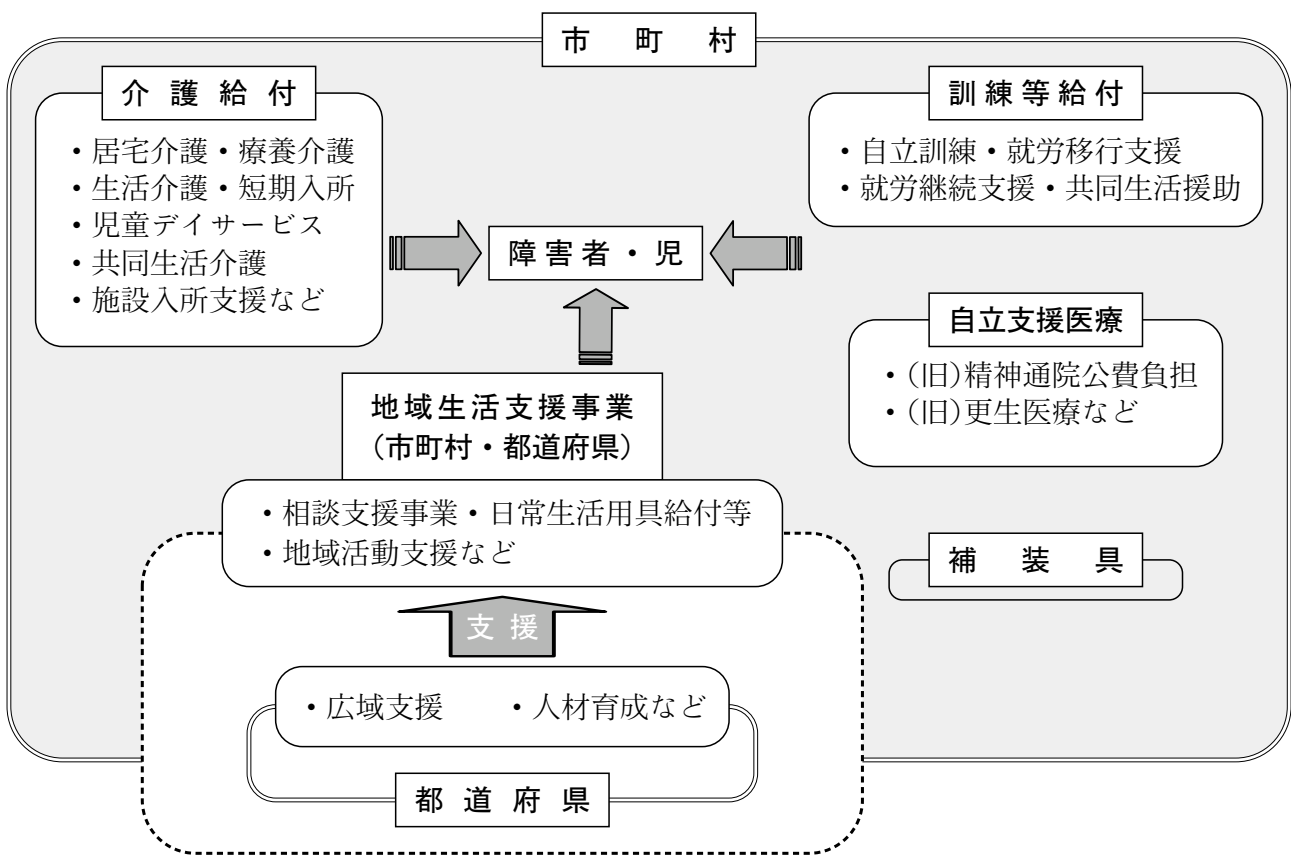 市町村
介護給付
・居宅介護・療養介護
・生活介護・短期入所
・児童デイサービス
・共同生活介護
・施設入所支援など
訓練等給付
・自立訓練・就労移行支援
・就労継続支援・共同生活援助
障害者・児
自立支援医療
・(旧)精神通院公費負担
・(旧)更生医療など
地域生活支援事業
(市町村・都道府県)
・相談支援事業・日常生活用具給付等
・地域活動支援など
補装具
支援
・広域支援 ・人材育成など
都道府県